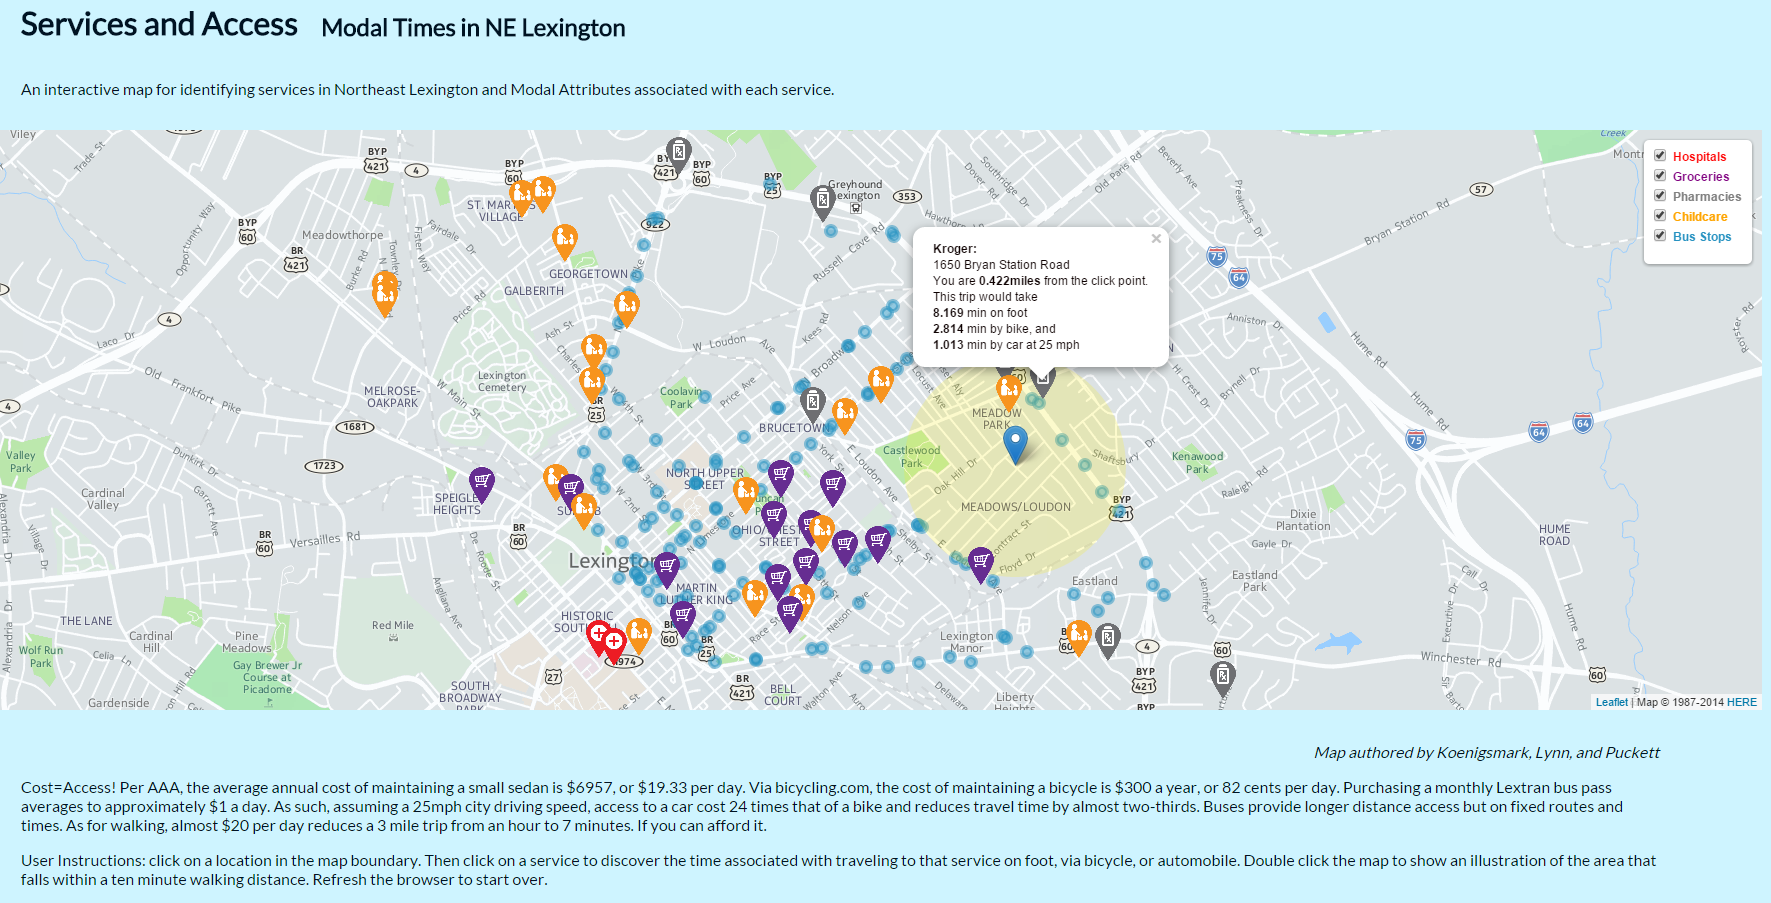 Services and Access Modal Times in NE Lexington
An interactive map for identifying services in Northeast Lexington and Modal Attributes associated with each service.
Viley
Trade St
BYP
421
4
BYP
60
BYP
421
BYP
60
BYP
25
Greyhound
Lexington
353
Southridge Dr
Dover Rd
Old Paris Rd
Beverly Ave
Preakness Dr
57
Bryan Station Rd
Creek
Hospitals
Groceries
Pharmacies
Childcare
Bus Stops
Opportunity Way
BYP
60
BR
421
Meadowthorpe
Burke Rd
Fister Way
Fairdale Dr
VILLAGE
922
Russell Cave Rd
75
64
Kroger:
1650 Bryan Station Road
You are 0.422miles from the click point.
This trip would take
8.169 min on foot
2.814 min by bike, and
1.013 min by car at 25 mph
GEORGETOWN
GALBERITH
Price Rd
4
Laco Dr
Ash St
W Loudon Ave
Kees Rd
Anniston Dr
Hume Rd
Old Frankfort Pike
MELROSE-
OAKPARK
Lexington
Cemetery
W Main St
Coolavin
Park
Price Ave
BR
25
4
1681
BRUCETOWN
Locust Ave
MEADOW
PARK
Hi Crest Dr
Brynell Dr
Hume Rd
75
64
64
Valley
Park
Dunkirk Dr
1723
Cardinal
Valley
Garrett Ave
SPEIGLE
HEIGHTS
NORTH UPPER
STREET
Castlewood
Park
Oak Hill Dr
E Loudon Ave
Shaftsbury
Kenawood
Park
Raleigh Rd
MEADOWS/LOUDON
BYP
421
Dixie
Plantation
HUME
ROAD
Alexandria Dr
Village Dr
BR
60
Versailles Rd
BR
60
De Roode St
W 2nd St
Lexington
STREET
Shelby St
Contract St
Floyd Dr
Gayle Dr
Eastland
Eastland
Park
Call Dr
Jennifer Dr
THE LANE
Cardinal
Hill
Pine
Meadows
Red Mile
Angliana Ave
HISTORIC
MARTIN
LUTHER KING
Race St
Nelson Ave
Lexington
Manor
4
60
Executive Dr
Hume Rd
Winchester Rd
60
Wolf Run
Park
Celia Ln
Gay Brewer Jr
Course at
Picadome
Gardenside
27
SOUTH
BROADWAY
PARK
BR
25
BR
421
BELL
COURT
Walton Ave
Delaware
Liberty
Heights
BYP
421
BYP
Leaflet | Map © 1987-2014 HERE
Map authored by Koenigsmark, Lynn, and Puckett
Cost=Access! Per AAA, the average annual cost of maintaining a small sedan is $6957, or $19.33 per day. Via bicycling.com, the cost of maintaining a bicycle is $300 a year, or 82 cents per day. Purchasing a monthly Lextran bus pass
averages to approximately $1 a day. As such, assuming a 25mph city driving speed, access to a car cost 24 times that of a bike and reduces travel time by almost two-thirds. Buses provide longer distance access but on fixed routes and
times. As for walking, almost $20 per day reduces a 3 mile trip from an hour to 7 minutes. If you can afford it.
User Instructions: click on a location in the map boundary. Then click on a service to discover the time associated with traveling to that service on foot, via bicycle, or automobile. Double click the map to show an illustration of the area that
falls within a ten minute walking distance. Refresh the browser to start over.